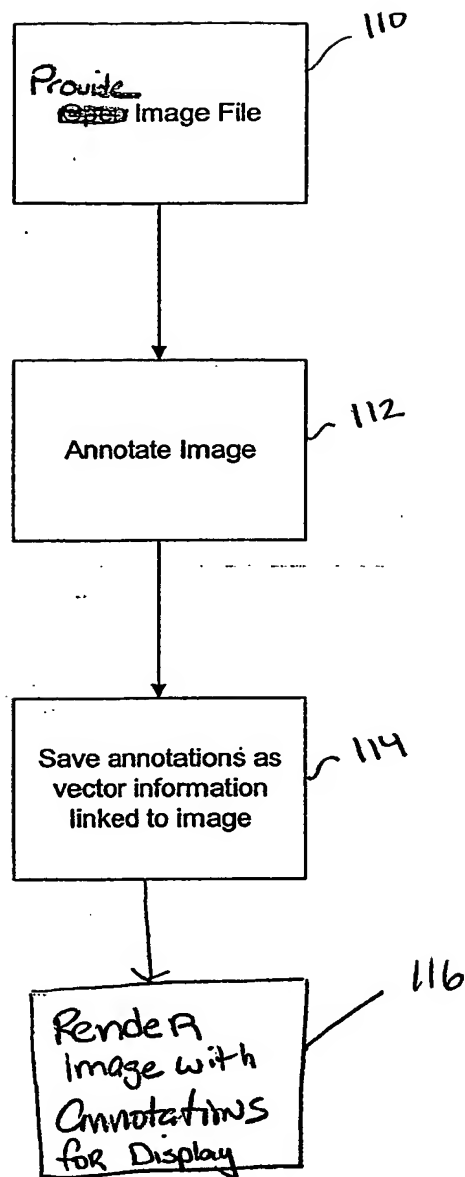 110
Provide
Open Image File
112
Annotate Image
114
Save annotations as
vector information
linked to image
116
Render
Image with
Annotations
for Display